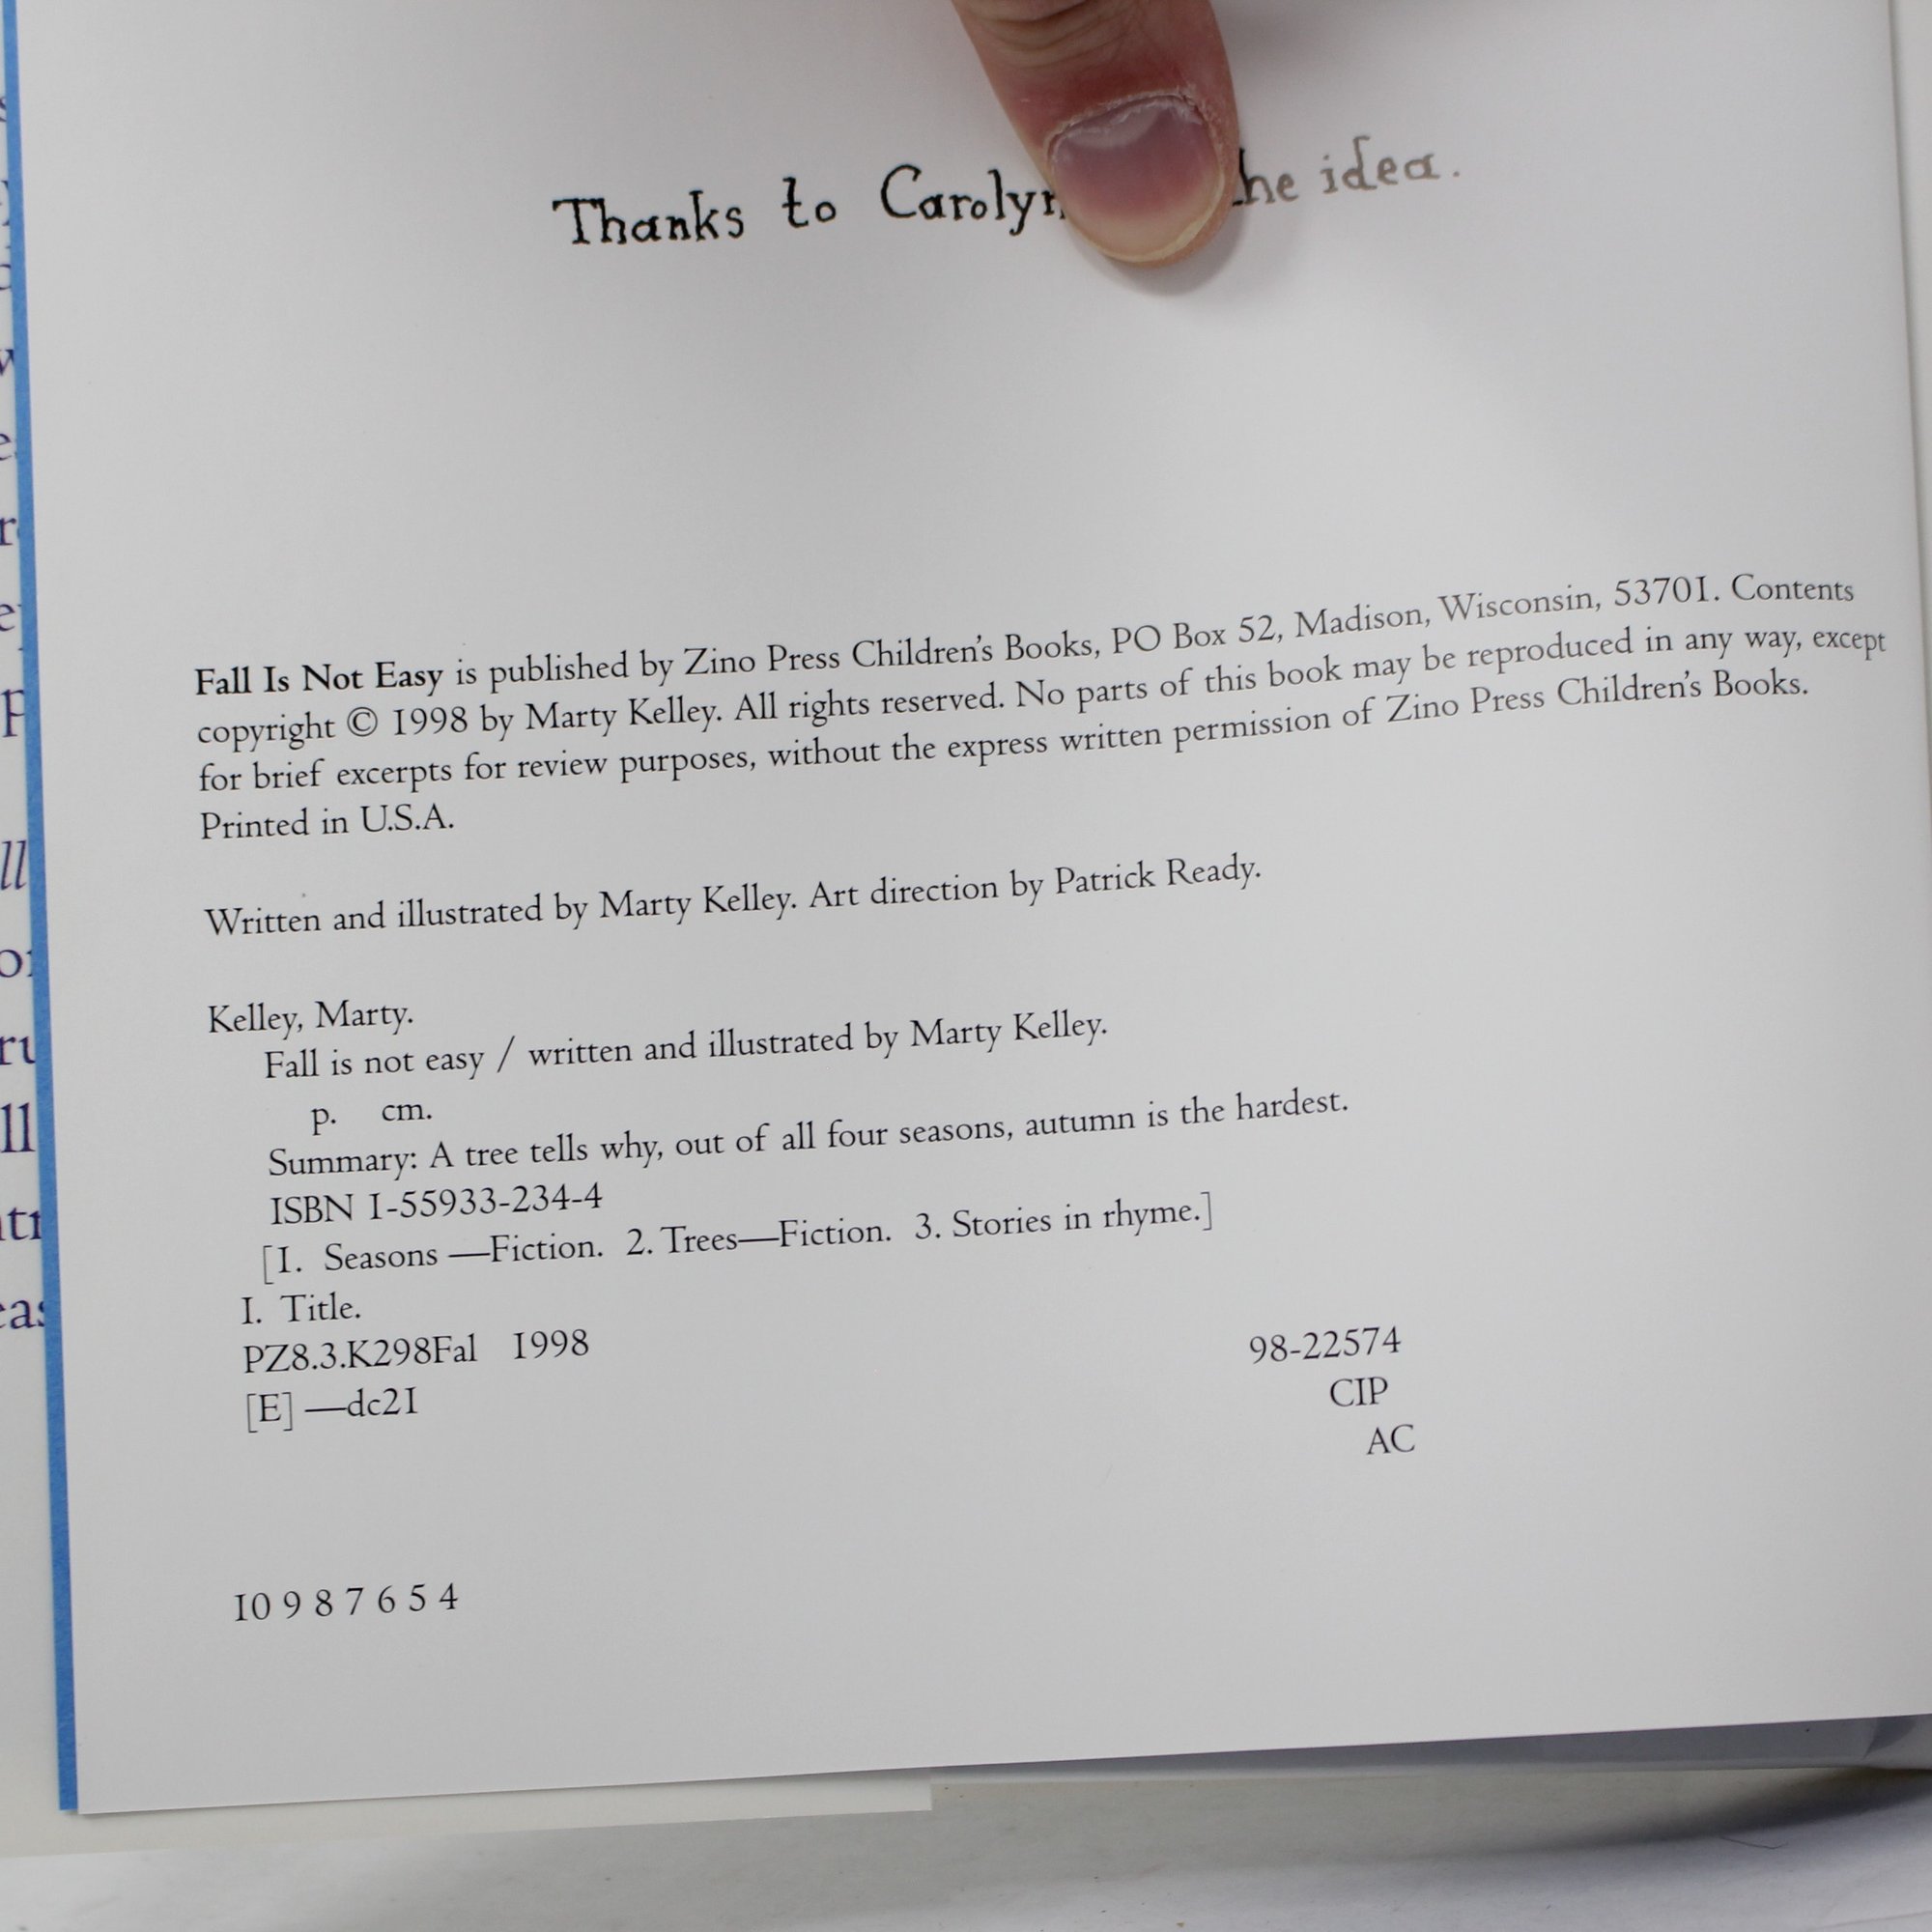 Thanks to Carolyn he idea.
Fall Is Not Easy is published by Zino Press Children's Books, PO Box 52, Madison, Wisconsin, 53701. Contents
copyright © 1998 by Marty Kelley. All rights reserved. No parts of this book may be reproduced in any way, except
for brief excerpts for review purposes, without the express written permission of Zino Press Children's Books.
Printed in U.S.A.
Written and illustrated by Marty Kelley. Art direction by Patrick Ready.
Kelley, Marty.
Fall is not easy / written and illustrated by Marty Kelley.
p. cm.
Summary: A tree tells why, out of all four seasons, autumn is the hardest.
ISBN 1-55933-234-4
[1. Seasons —Fiction. 2. Trees—Fiction. 3. Stories in rhyme.]
I. Title.
PZ8.3.K298Fal 1998 98-22574
[E] —dc21 CIP
AC
10 9 8 7 6 5 4